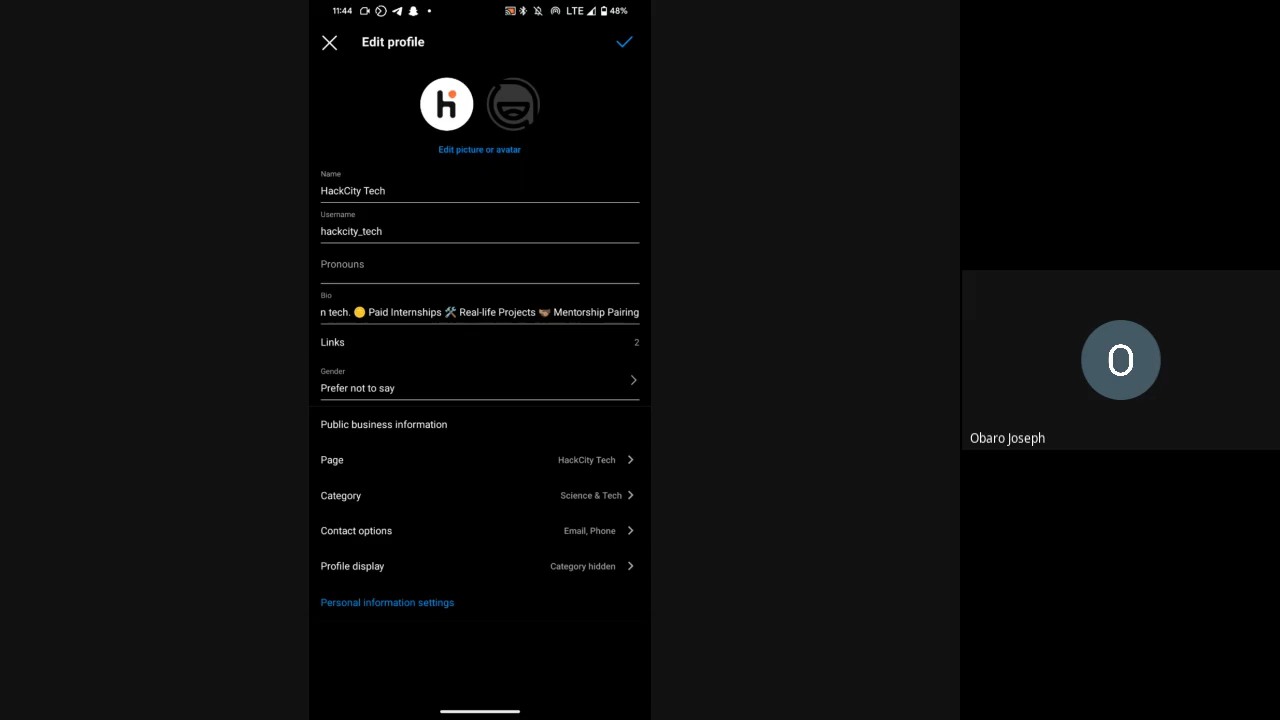 11:44 LTE 48%
Edit profile
h
Edit picture or avatar
Name
HackCity Tech
Username
hackcity_tech
Pronouns
Bio
n tech. 🪙 Paid Internships 🛠 Real-life Projects 🤝🏾 Mentorship Pairing
Links 2
Gender
Prefer not to say
Public business information
Page HackCity Tech
Category Science & Tech
Contact options Email, Phone
Profile display Category hidden
Personal information settings
O
Obaro Joseph